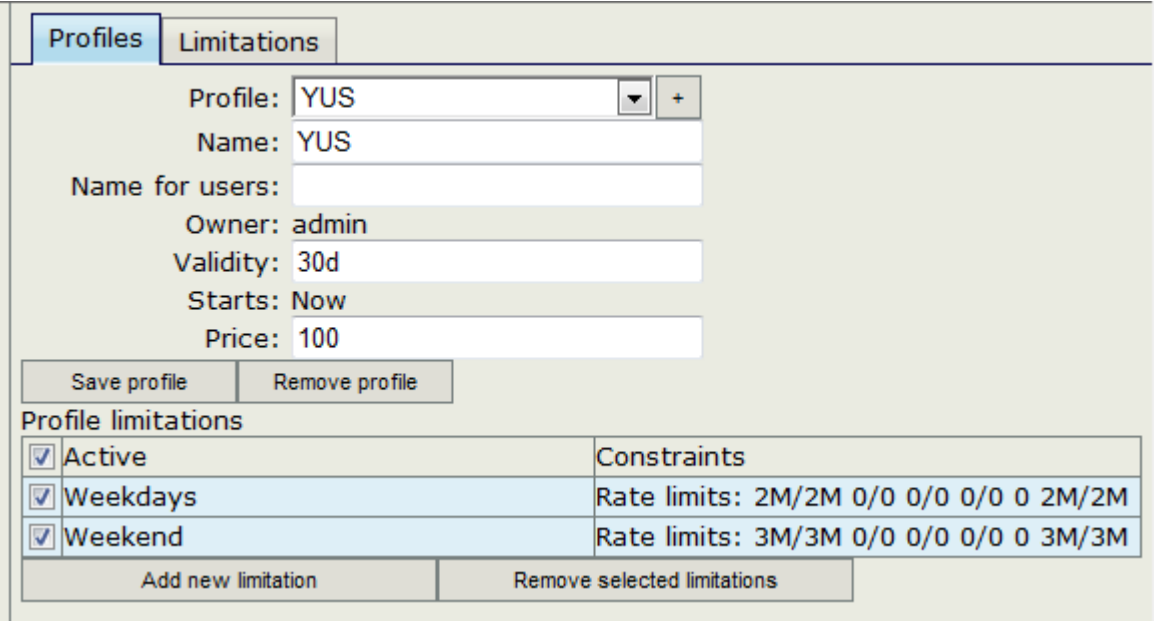 Profiles Limitations
Profile: YUS +
Name: YUS
Name for users:
Owner: admin
Validity: 30d
Starts: Now
Price: 100
Save profile Remove profile
Profile limitations
Active Constraints
Weekdays Rate limits: 2M/2M 0/0 0/0 0/0 0 2M/2M
Weekend Rate limits: 3M/3M 0/0 0/0 0/0 0 3M/3M
Add new limitation Remove selected limitations